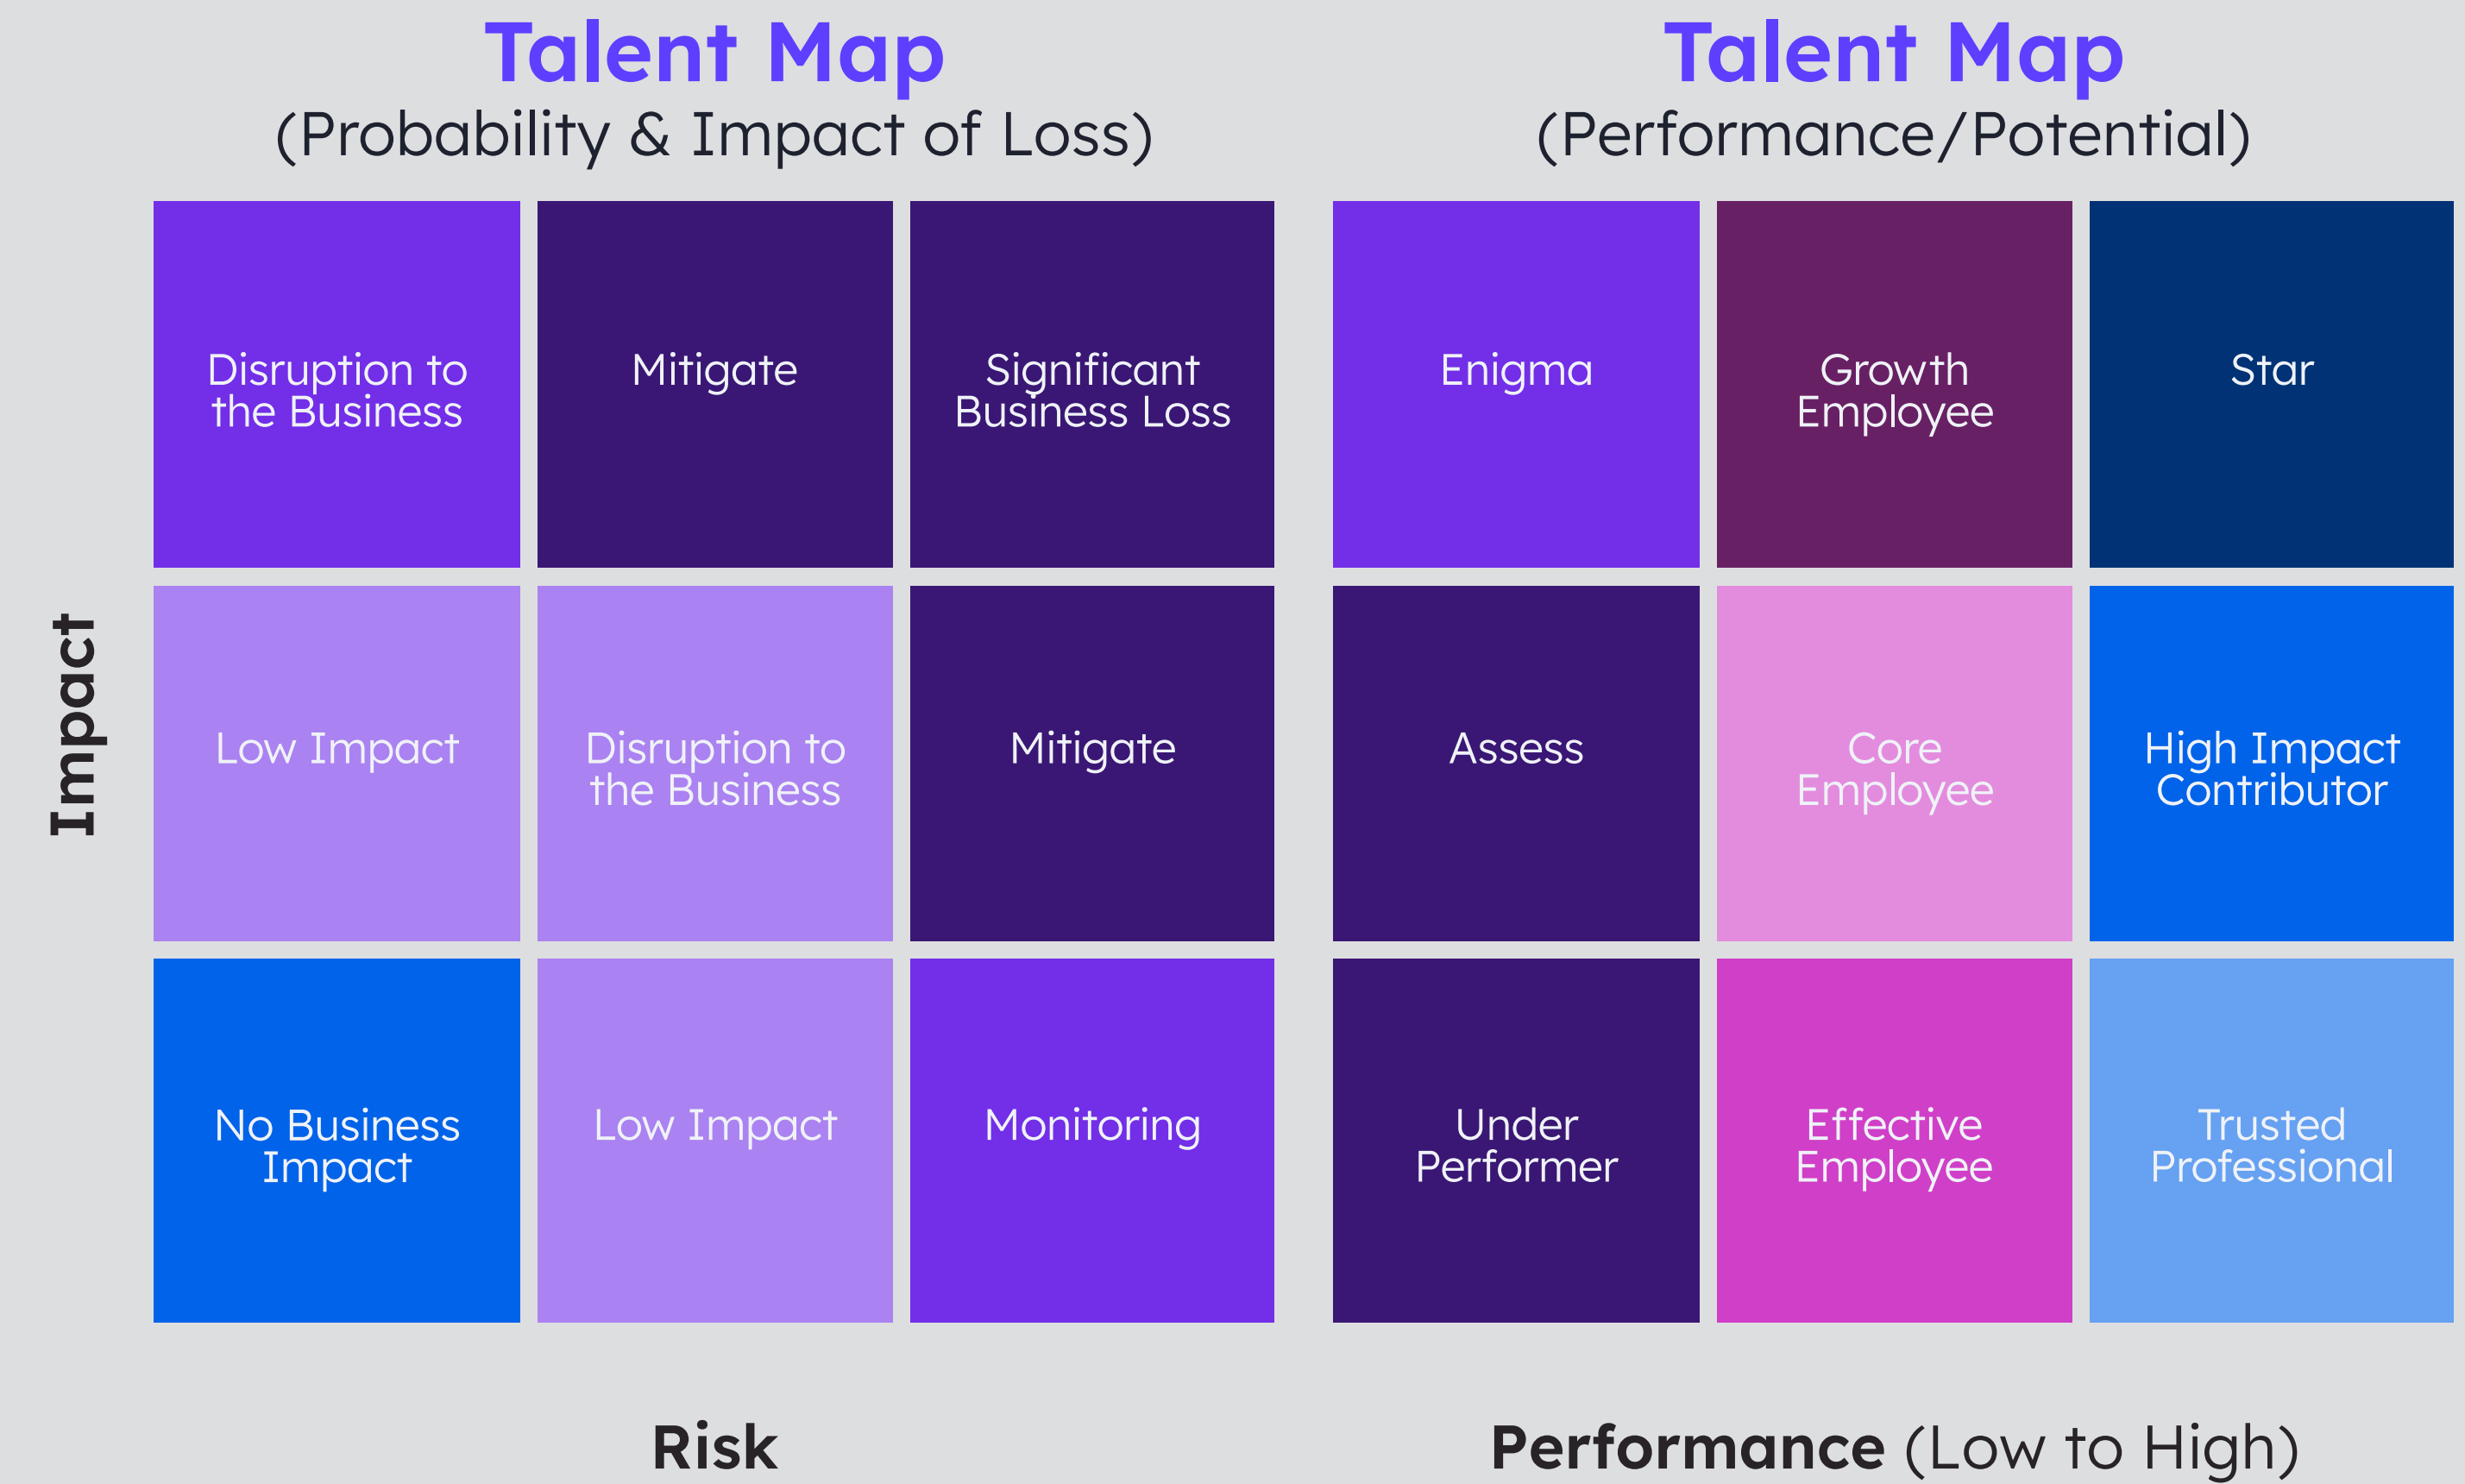 Talent Map
(Probability & Impact of Loss)
Impact
Disruption to
the Business
Mitigate
Significant
Business Loss
Low Impact
Disruption to
the Business
Mitigate
No Business
Impact
Low Impact
Monitoring
Risk
Talent Map
(Performance/Potential)
Enigma
Growth
Employee
Star
Assess
Core
Employee
High Impact
Contributor
Under
Performer
Effective
Employee
Trusted
Professional
Performance (Low to High)